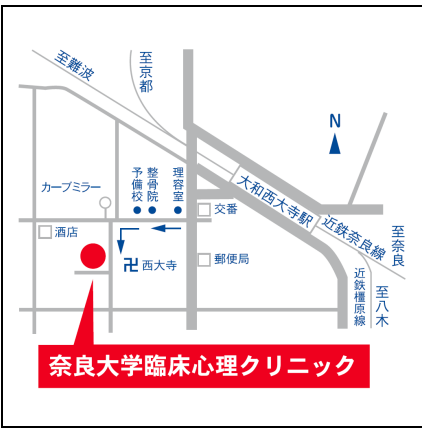 至難波
至京都
N
予備校
整骨院
理容室
カーブミラー
大和西大寺駅
交番
近鉄奈良線
至奈良
酒店
卍 西大寺
郵便局
近鉄橿原線
至八木
奈良大学臨床心理クリニック